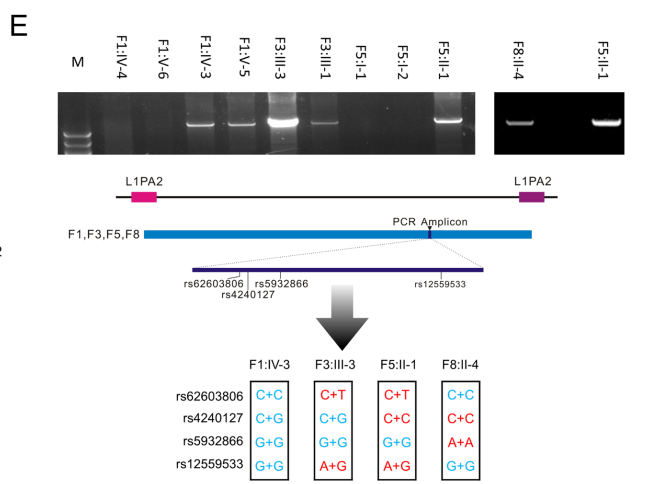 E
M F1:IV-4 F1:V-6 F1:IV-3 F1:V-5 F3:III-3 F3:III-1 F5:I-1 F5:I-2 F5:II-1 F8:II-4 F5:II-1
L1PA2 L1PA2
PCR Amplicon
F1,F3,F5,F8
2
rs62603806 rs5932866 rs12559533
rs4240127
F1:IV-3 F3:III-3 F5:II-1 F8:II-4
rs62603806 C+C C+T C+T C+C
rs4240127 C+G C+G C+C C+C
rs5932866 G+G G+G G+G A+A
rs12559533 G+G A+G A+G G+G